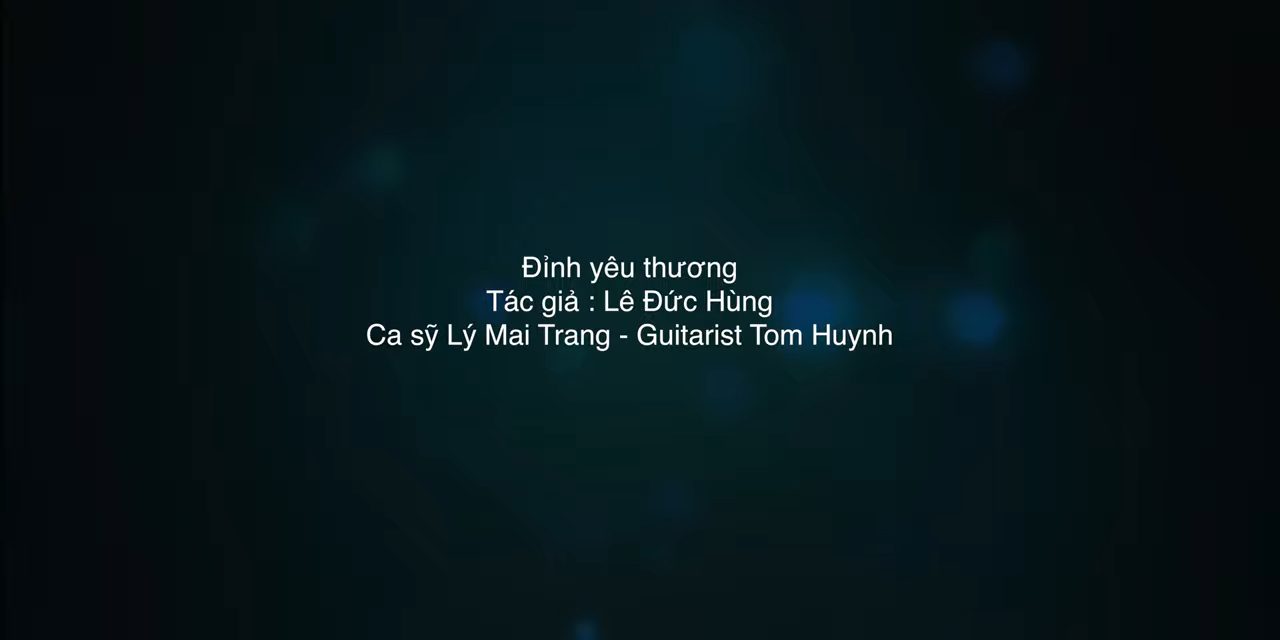 Đỉnh yêu thương
Tác giả : Lê Đức Hùng
Ca sỹ Lý Mai Trang - Guitarist Tom Huynh